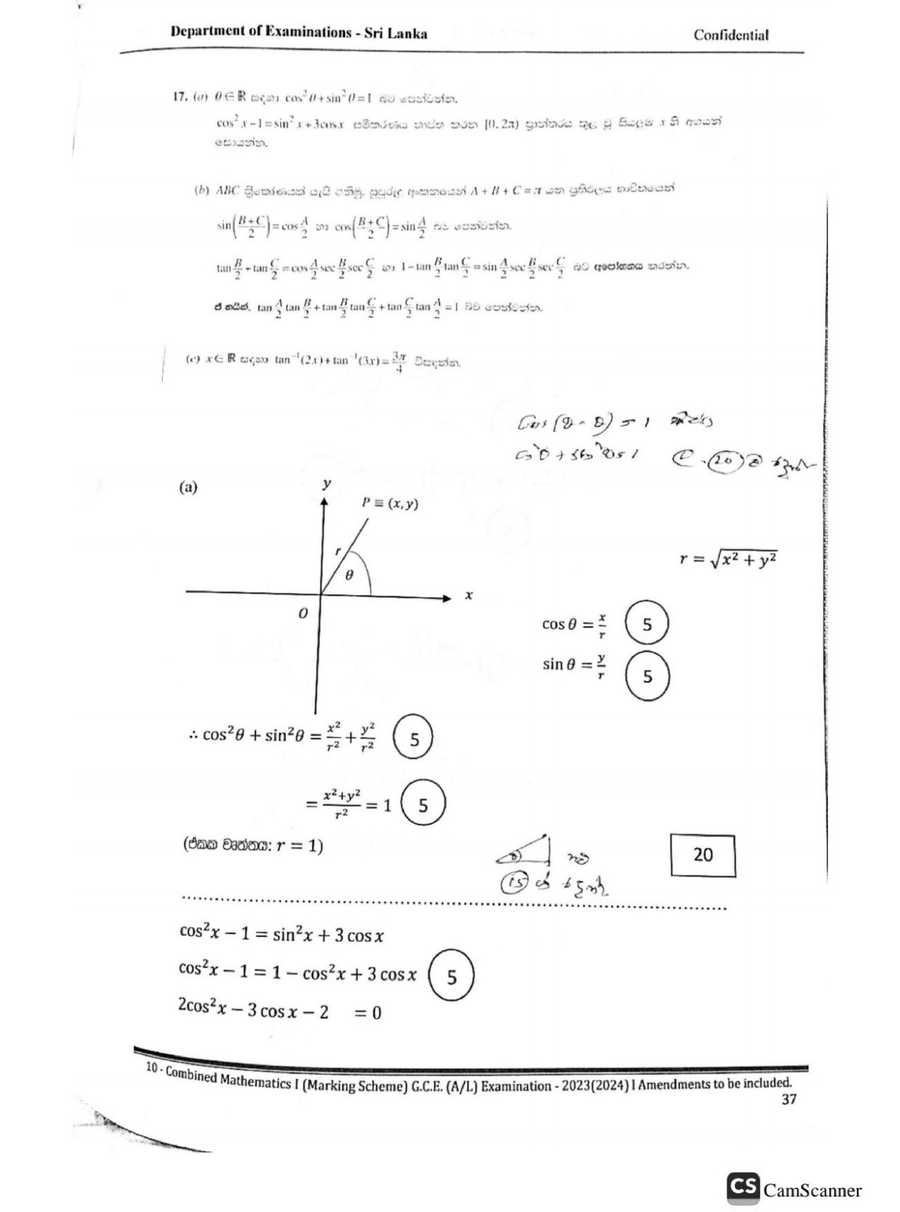 Department of Examinations - Sri Lanka Confidential
17. (a) θ ∈ ℝ සඳහා cos²θ + sin²θ = 1 බව පෙන්වන්න.
cos²x − 1 = sin²x + 3cosx සමීකරණය තෘප්ත කරන [0, 2π) ප්‍රාන්තරය තුළ වූ සියලුම x හි අගයන්
සොයන්න.
(b) ABC ත්‍රිකෝණයක් යැයි ගනිමු. සුපුරුදු අංකනයෙන් A + B + C = π යන ප්‍රතිඵලය භාවිතයෙන්
sin((B+C)/2) = cos A/2 හා cos((B+C)/2) = sin A/2 බව පෙන්වන්න.
tan B/2 + tan C/2 = cos A/2 sec B/2 sec C/2 හා 1 − tan B/2 tan C/2 = sin A/2 sec B/2 sec C/2 බව අපෝහනය කරන්න.
ඒ නයින්, tan A/2 tan B/2 + tan B/2 tan C/2 + tan C/2 tan A/2 = 1 බව පෙන්වන්න.
(c) x ∈ ℝ සඳහා tan⁻¹(2x) + tan⁻¹(3x) = 3π/4 විසඳන්න.
Cos(θ - θ) = 1
20
(a)
y
P ≡ (x, y)
r
θ
x
O
r = √(x² + y²)
cos θ = x/r 5
sin θ = y/r 5
∴ cos²θ + sin²θ = x²/r² + y²/r² 5
= (x²+y²)/r² = 1 5
(ඒකක වෘත්තය: r = 1)
θ
15
20
cos²x − 1 = sin²x + 3 cos x
cos²x − 1 = 1 − cos²x + 3 cos x 5
2cos²x − 3 cos x − 2 = 0
10 - Combined Mathematics I (Marking Scheme) G.C.E. (A/L) Examination - 2023(2024) I Amendments to be included.
37
CS CamScanner